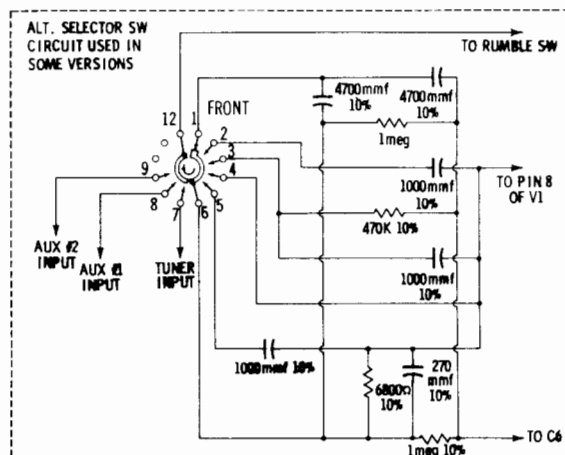 ALT. SELECTOR SW
CIRCUIT USED IN
SOME VERSIONS
TO RUMBLE SW
FRONT
4700mmf
10%
4700mmf
10%
1meg
12
1
2
3
4
5
6
7
8
9
1000mmf
10%
TO PIN 8
OF V1
470K 10%
1000mmf
10%
AUX #2
INPUT
AUX #1
INPUT
TUNER
INPUT
1000mmf 10%
6800Ω
10%
270
mmf
10%
1meg 10%
TO C6